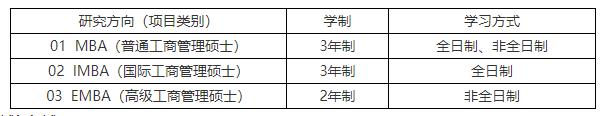 研究方向（项目类别） 学制 学习方式
01 MBA（普通工商管理硕士） 3年制 全日制、非全日制
02 IMBA（国际工商管理硕士） 3年制 全日制
03 EMBA（高级工商管理硕士） 2年制 非全日制